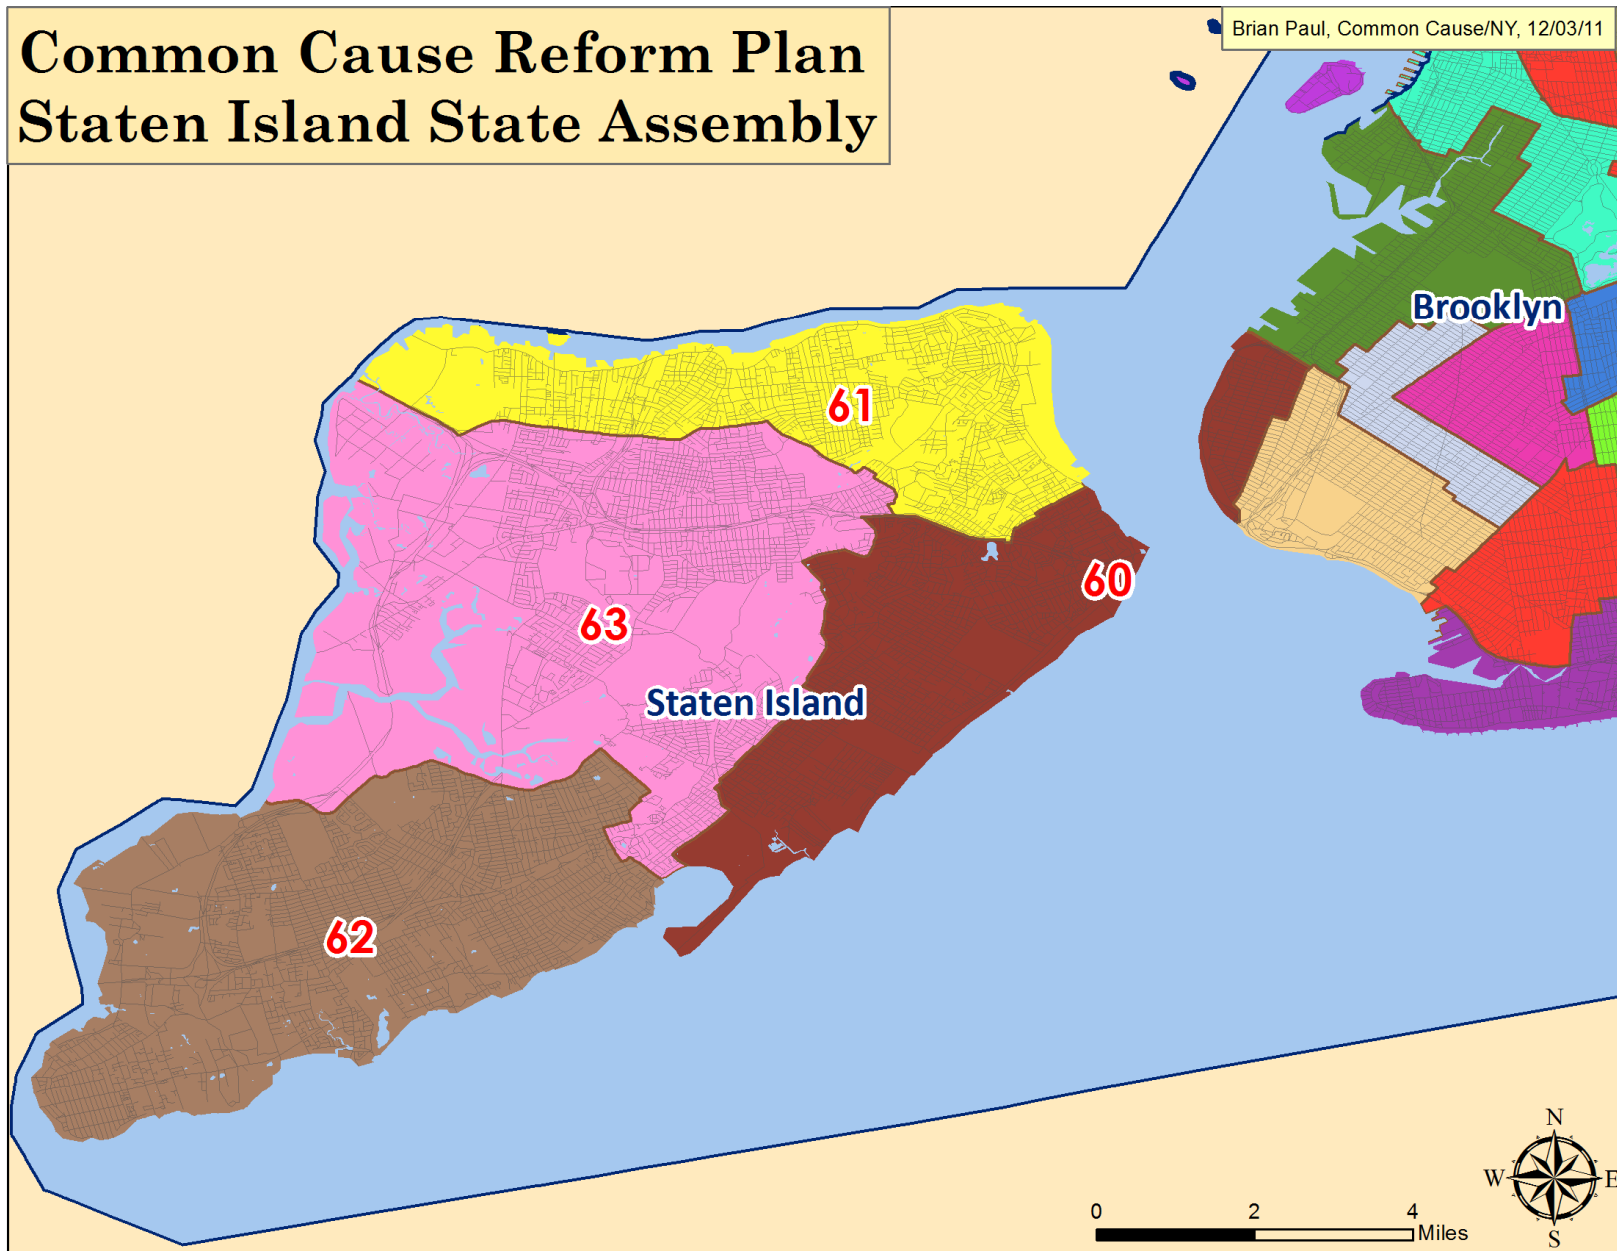 Common Cause Reform Plan
Staten Island State Assembly
Brian Paul, Common Cause/NY, 12/03/11
Brooklyn
61
60
63
Staten Island
62
N
W E
S
0 2 4
Miles